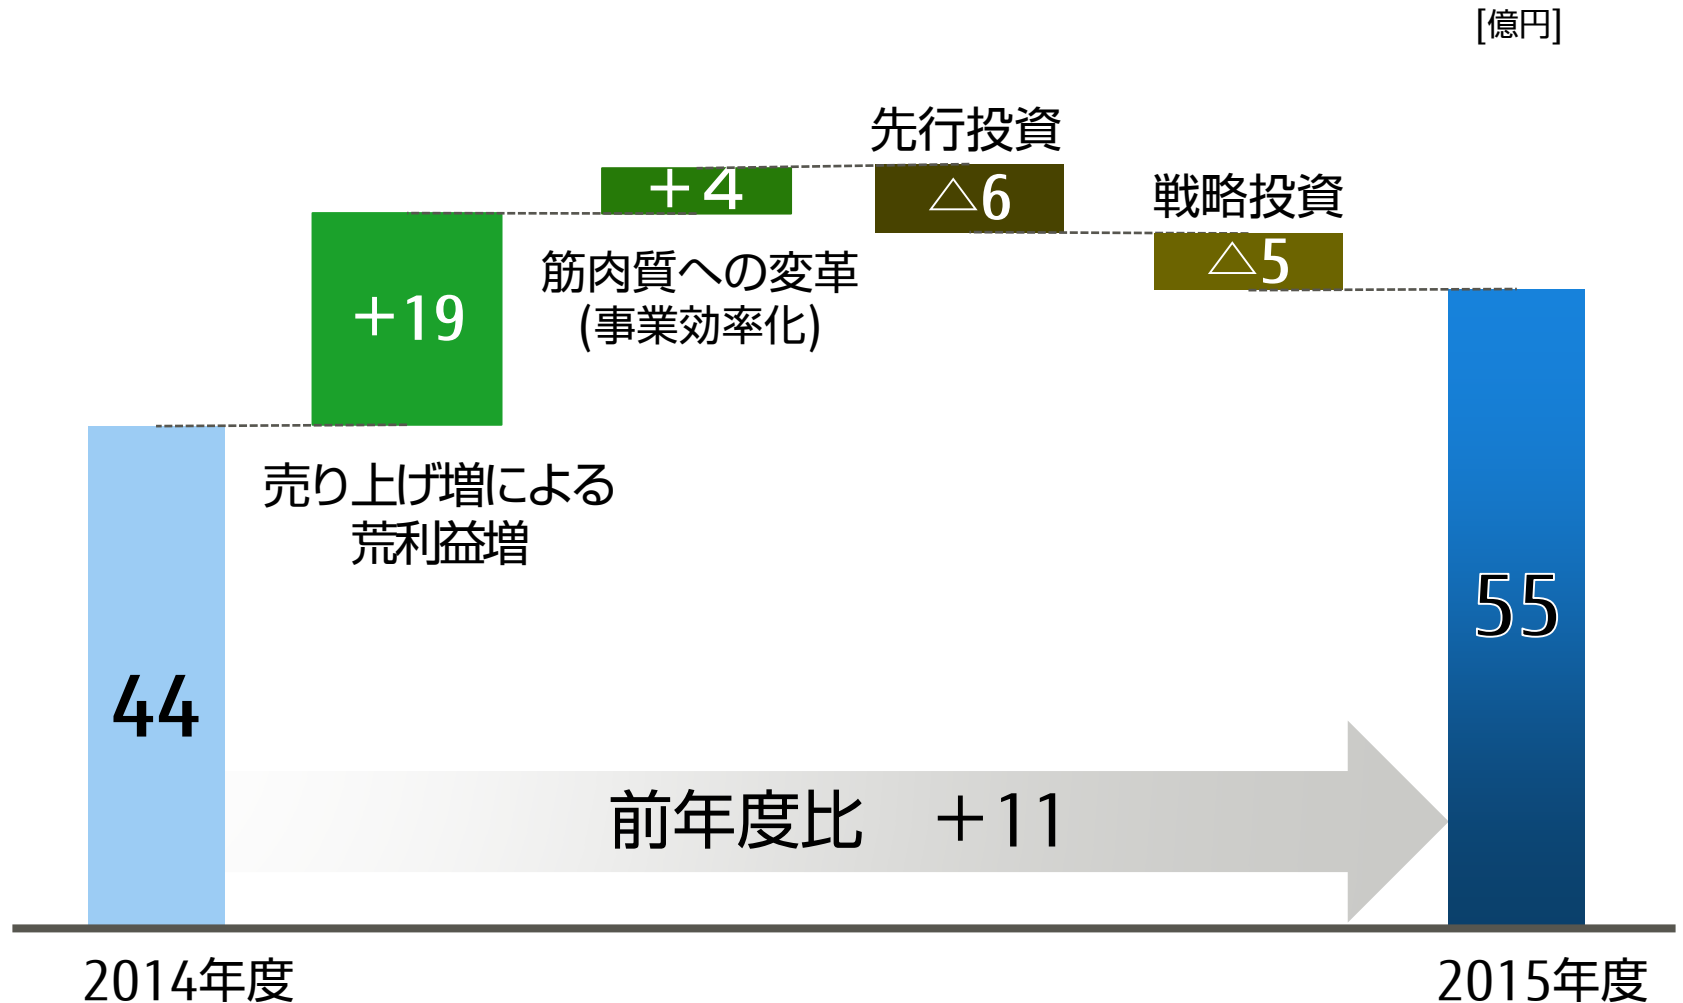 [億円]
先行投資
+4
△6
戦略投資
△5
+19
筋肉質への変革
(事業効率化)
売り上げ増による
荒利益増
44
55
前年度比　+11
2014年度
2015年度